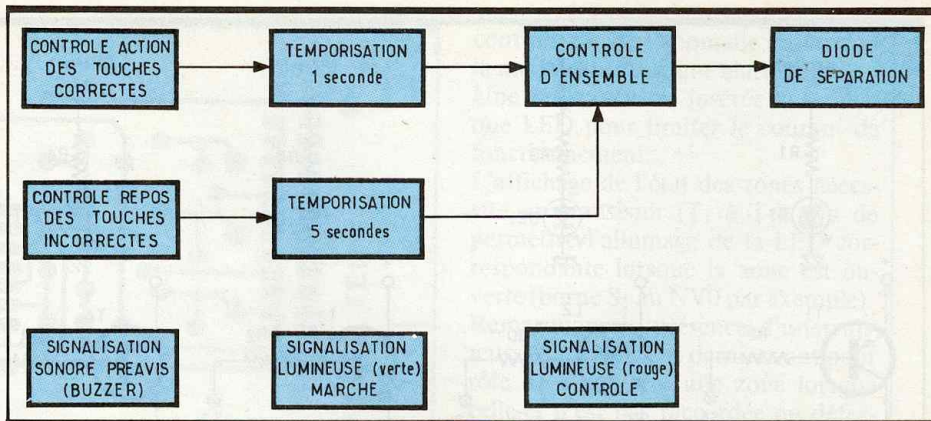 CONTROLE ACTION
DES TOUCHES
CORRECTES
TEMPORISATION
1 seconde
CONTROLE
D'ENSEMBLE
DIODE
DE SEPARATION
CONTROLE REPOS
DES TOUCHES
INCORRECTES
TEMPORISATION
5 secondes
SIGNALISATION
SONORE PREAVIS
(BUZZER)
SIGNALISATION
LUMINEUSE (verte)
MARCHE
SIGNALISATION
LUMINEUSE (rouge)
CONTROLE